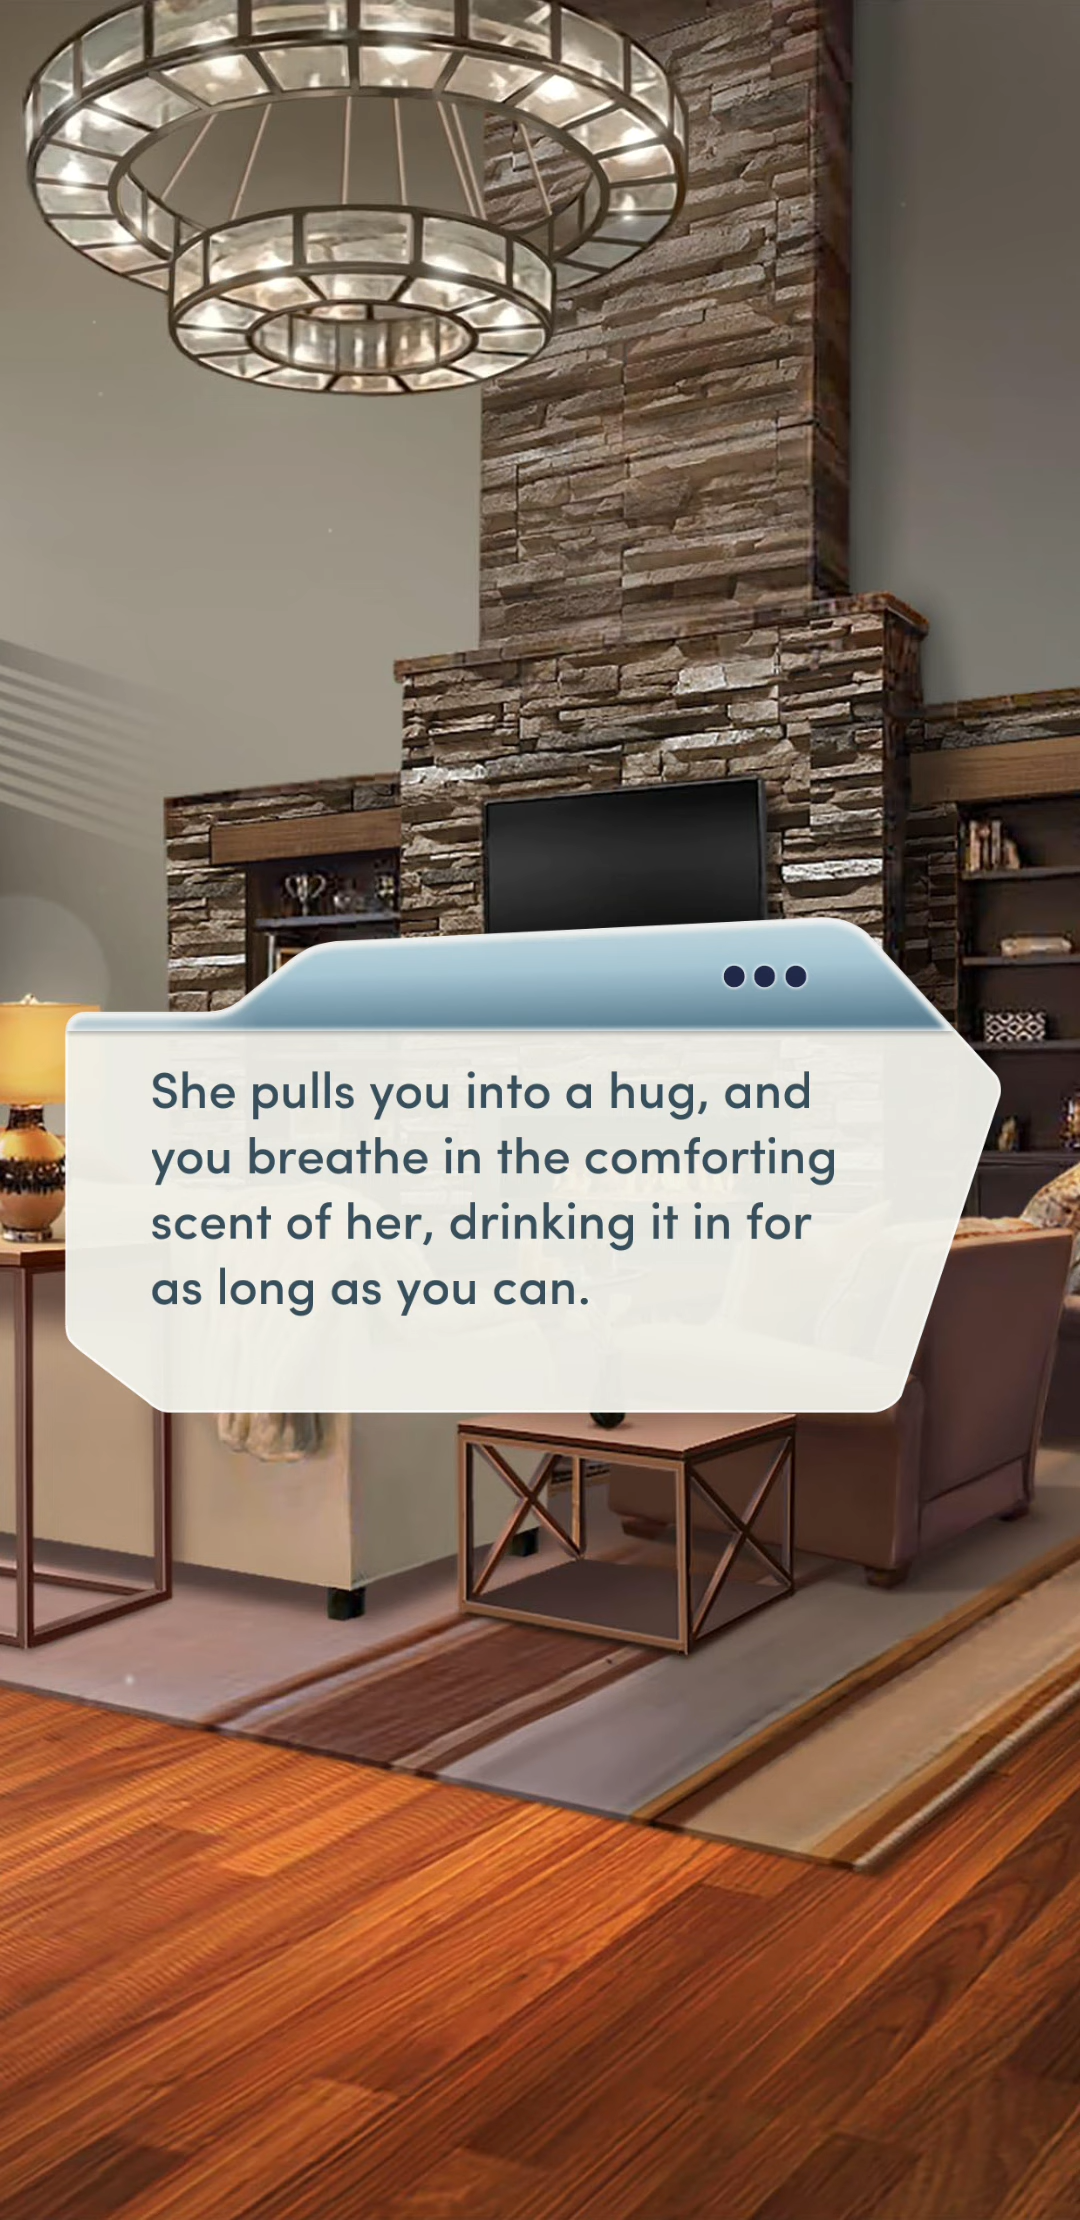 She pulls you into a hug, and
you breathe in the comforting
scent of her, drinking it in for
as long as you can.